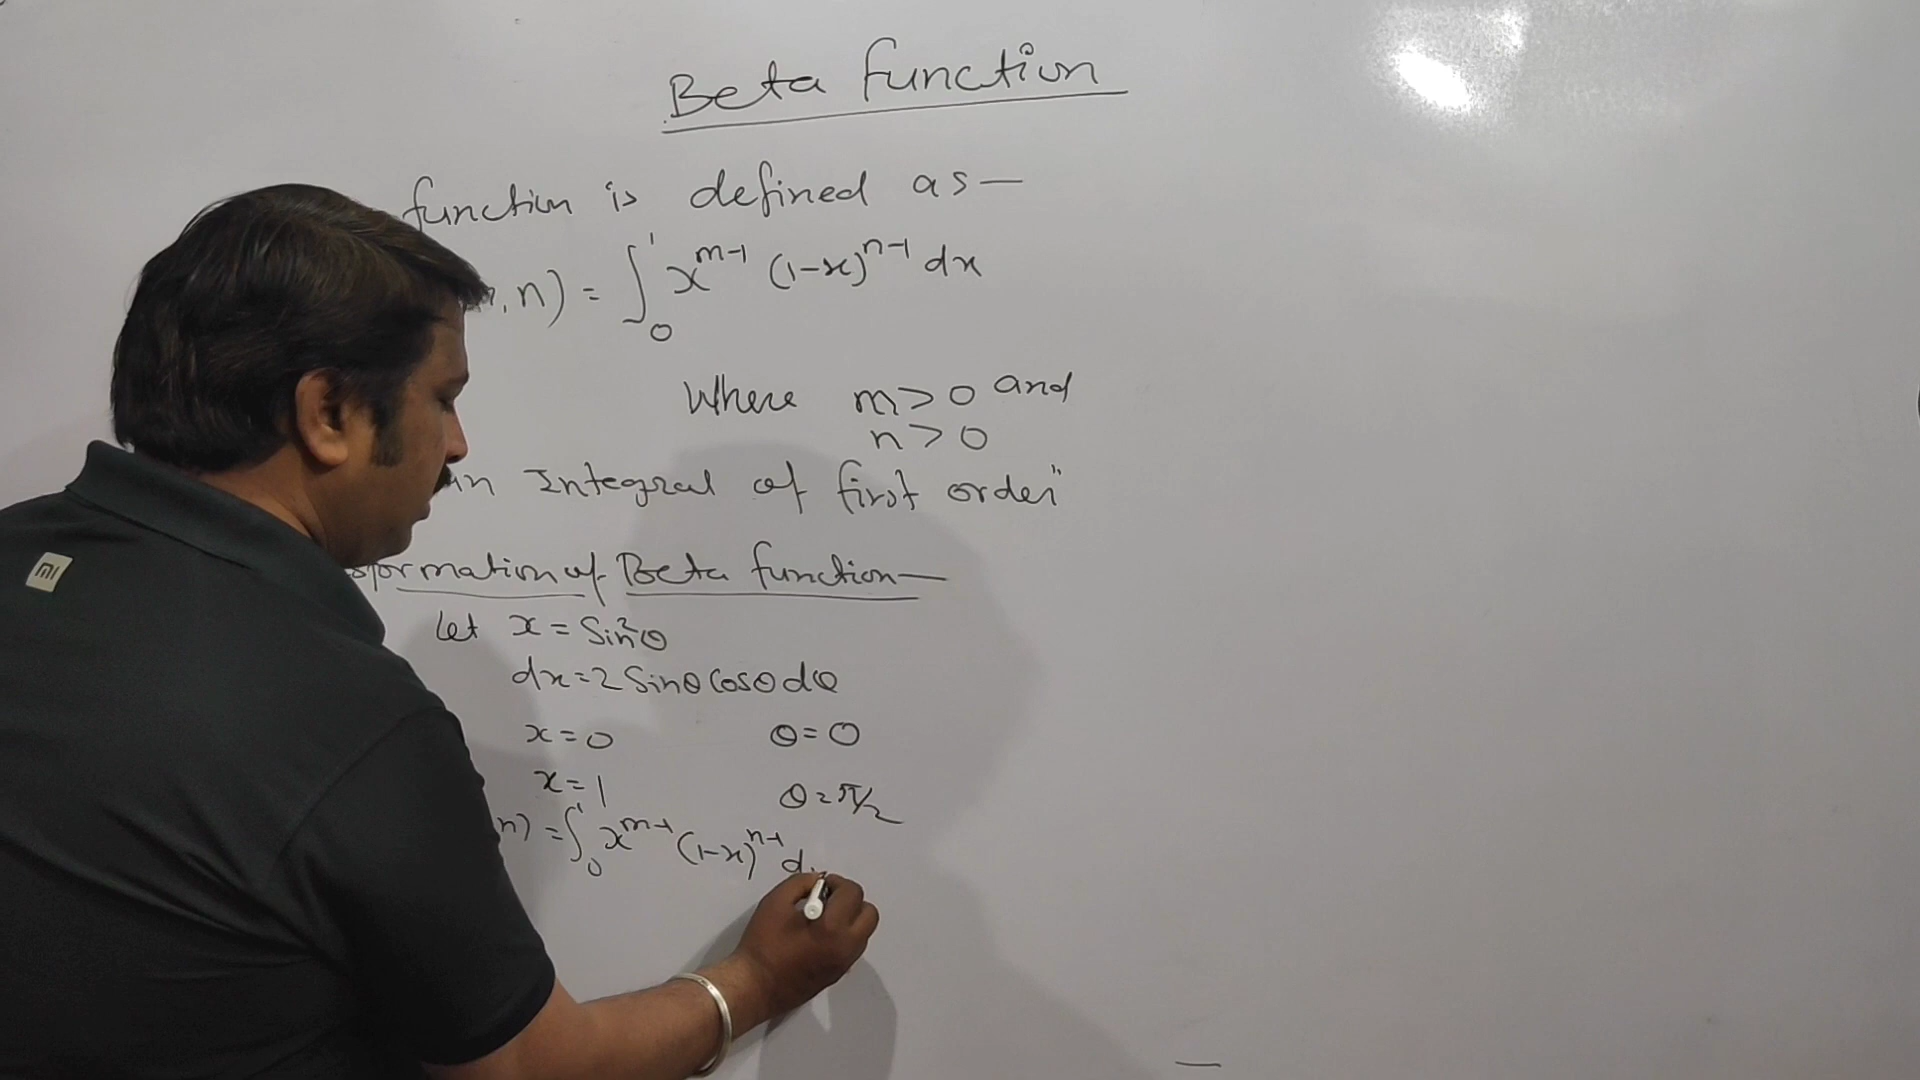 Beta function
function is defined as—
, n) = ∫₀¹ x^{m-1} (1-x)^{n-1} dx
Where m>0 and
n>0
Integral of first order"
of Beta function—
Let x = Sin²θ
dx=2 Sinθ Cosθ dθ
x=0 θ=0
x=1 θ=π/2
n) = ∫₀¹ x^{m-1} (1-x)^{n-1} d
MI